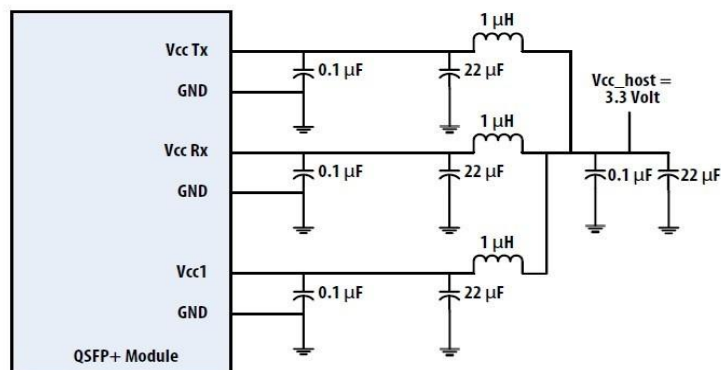 1 μH
Vcc Tx
0.1 μF
22 μF
GND
Vcc_host =
3.3 Volt
1 μH
Vcc Rx
0.1 μF
22 μF
0.1 μF
22 μF
GND
1 μH
Vcc1
0.1 μF
22 μF
GND
QSFP+ Module